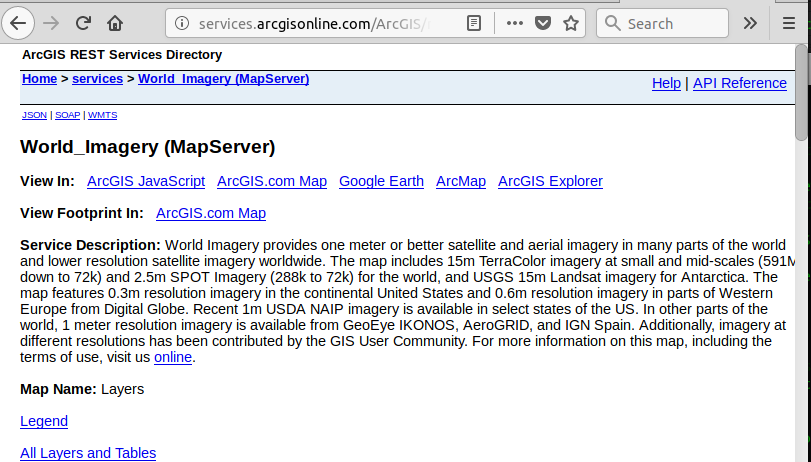 services.arcgisonline.com/ArcGIS/
Search
ArcGIS REST Services Directory
Home > services > World_Imagery (MapServer)
Help | API Reference
JSON | SOAP | WMTS
World_Imagery (MapServer)
View In: ArcGIS JavaScript ArcGIS.com Map Google Earth ArcMap ArcGIS Explorer
View Footprint In: ArcGIS.com Map
Service Description: World Imagery provides one meter or better satellite and aerial imagery in many parts of the world
and lower resolution satellite imagery worldwide. The map includes 15m TerraColor imagery at small and mid-scales (591M
down to 72k) and 2.5m SPOT Imagery (288k to 72k) for the world, and USGS 15m Landsat imagery for Antarctica. The
map features 0.3m resolution imagery in the continental United States and 0.6m resolution imagery in parts of Western
Europe from Digital Globe. Recent 1m USDA NAIP imagery is available in select states of the US. In other parts of the
world, 1 meter resolution imagery is available from GeoEye IKONOS, AeroGRID, and IGN Spain. Additionally, imagery at
different resolutions has been contributed by the GIS User Community. For more information on this map, including the
terms of use, visit us online.
Map Name: Layers
Legend
All Layers and Tables